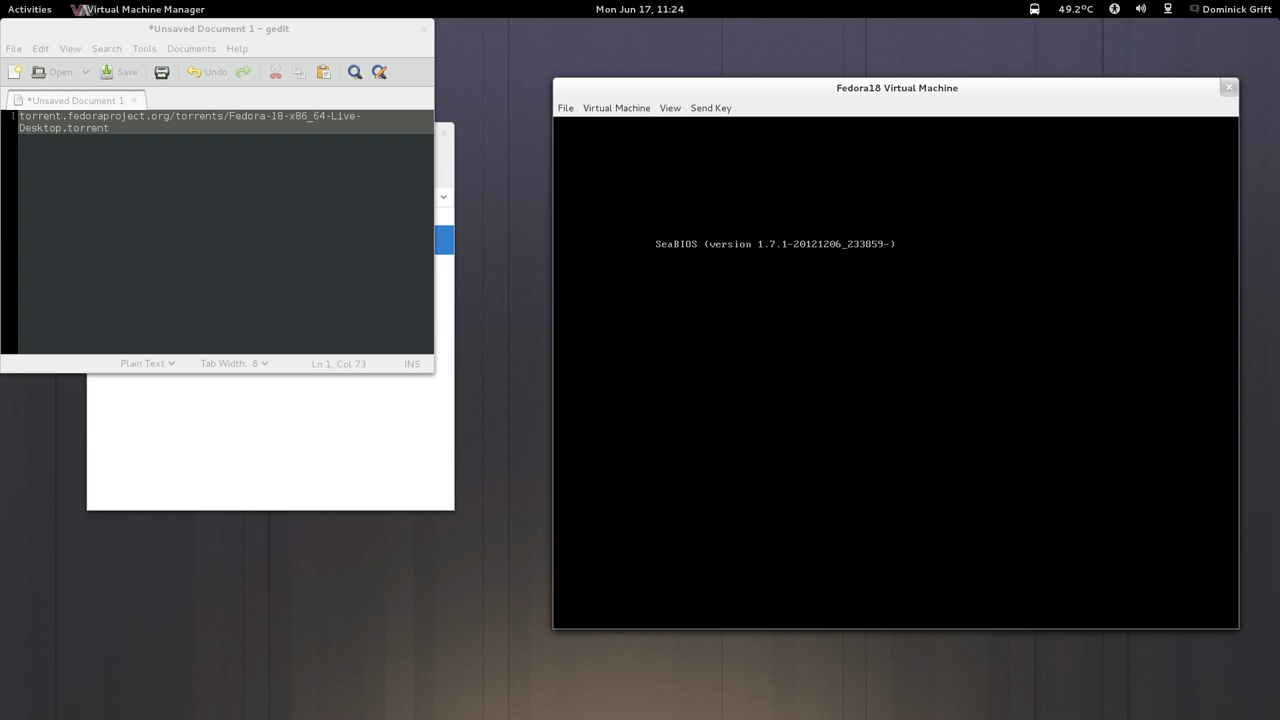 Activities
Virtual Machine Manager
Mon Jun 17, 11:24
49.2°C
Dominick Grift
*Unsaved Document 1 – gedit
File Edit View Search Tools Documents Help
Open Save Undo
*Unsaved Document 1
1 torrent.fedoraproject.org/torrents/Fedora-18-x86_64-Live-
Desktop.torrent
Plain Text Tab Width: 8 Ln 1, Col 73 INS
Fedora18 Virtual Machine
File Virtual Machine View Send Key
SeaBIOS (version 1.7.1-20121206_233859-)